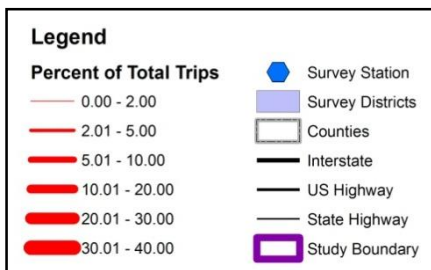 Legend
Percent of Total Trips
0.00 - 2.00
2.01 - 5.00
5.01 - 10.00
10.01 - 20.00
20.01 - 30.00
30.01 - 40.00
Survey Station
Survey Districts
Counties
Interstate
US Highway
State Highway
Study Boundary